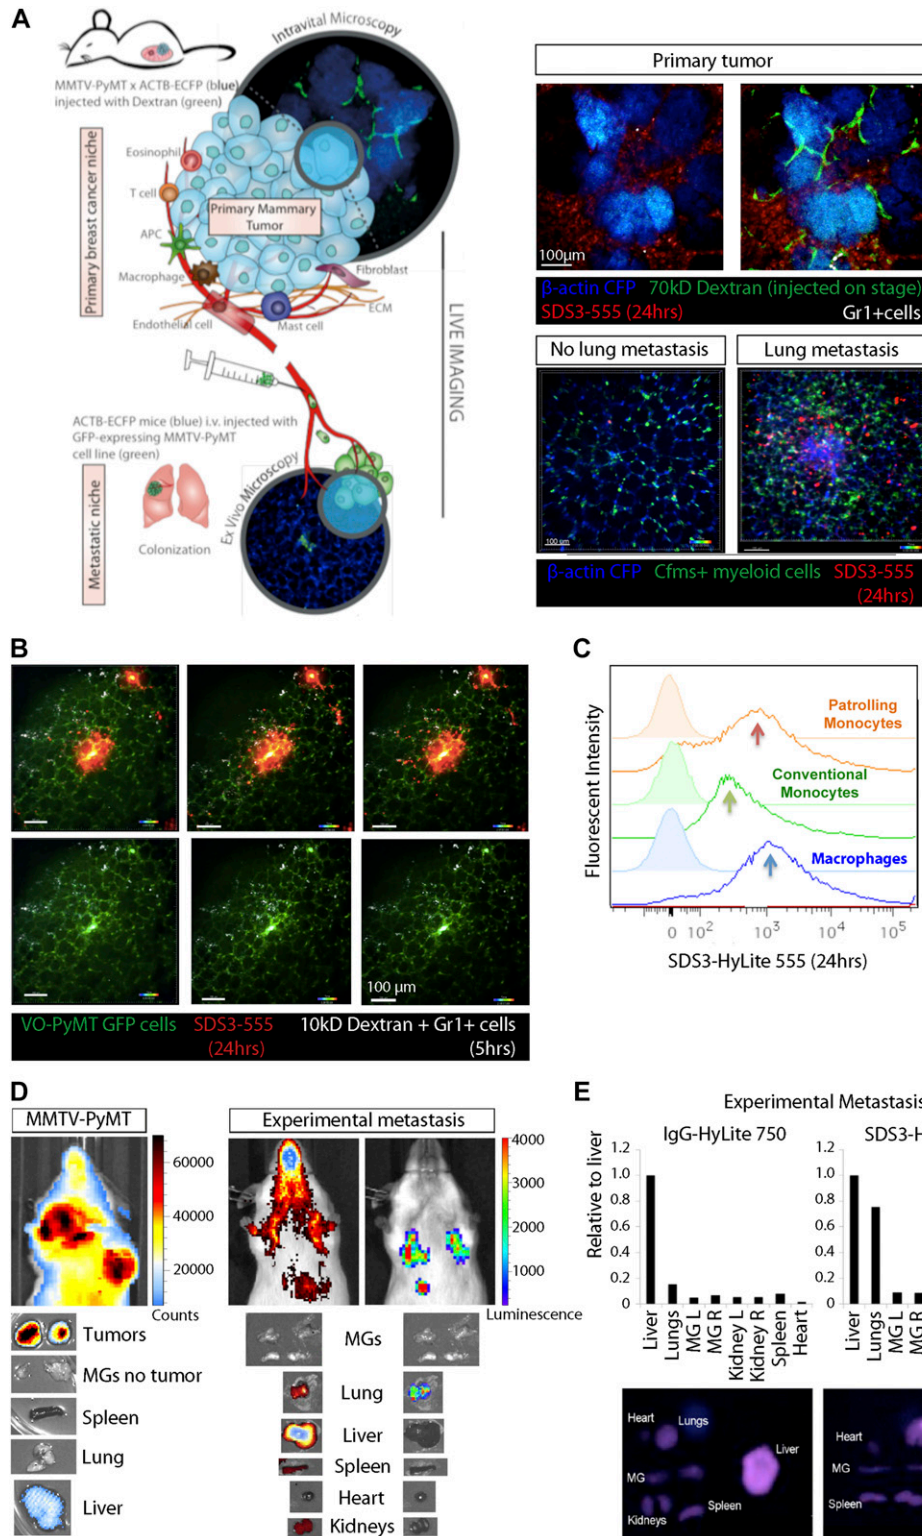 A
MMTV-PyMT x ACTB-ECFP (blue)
injected with Dextran (green)
Intravital Microscopy
Primary breast cancer niche
Eosinophil
T cell
APC
Macrophage
Endothelial cell
Primary Mammary
Tumor
Fibroblast
ECM
Mast cell
LIVE IMAGING
ACTB-ECFP mice (blue) i.v. injected with
GFP-expressing MMTV-PyMT
cell line (green)
Metastatic niche
Colonization
Ex Vivo Microscopy
Primary tumor
100µm
β-actin CFP 70kD Dextran (injected on stage)
SDS3-555 (24hrs) Gr1+cells
No lung metastasis
Lung metastasis
100 um
β-actin CFP Cfms+ myeloid cells SDS3-555
(24hrs)
B
100 µm
VO-PyMT GFP cells SDS3-555 10kD Dextran + Gr1+ cells
(24hrs) (5hrs)
C
Fluorescent Intensity
Patrolling
Monocytes
Conventional
Monocytes
Macrophages
0 10² 10³ 10⁴ 10⁵
SDS3-HyLite 555 (24hrs)
D
MMTV-PyMT
60000
40000
20000
Counts
Tumors
MGs no tumor
Spleen
Lung
Liver
Experimental metastasis
4000
3000
2000
1000
Luminescence
MGs
Lung
Liver
Spleen
Heart
Kidneys
E
Experimental Metastasis
IgG-HyLite 750
Relative to liver
1.2
1.0
0.8
0.6
0.4
0.2
0
Liver
Lungs
MG L
MG R
Kidney L
Kidney R
Spleen
Heart
SDS3-H
1.2
1.0
0.8
0.6
0.4
0.2
0
Liver
Lungs
MG L
MG R
Heart
Lungs
Liver
MG
Spleen
Kidneys
Heart
MG
Spleen